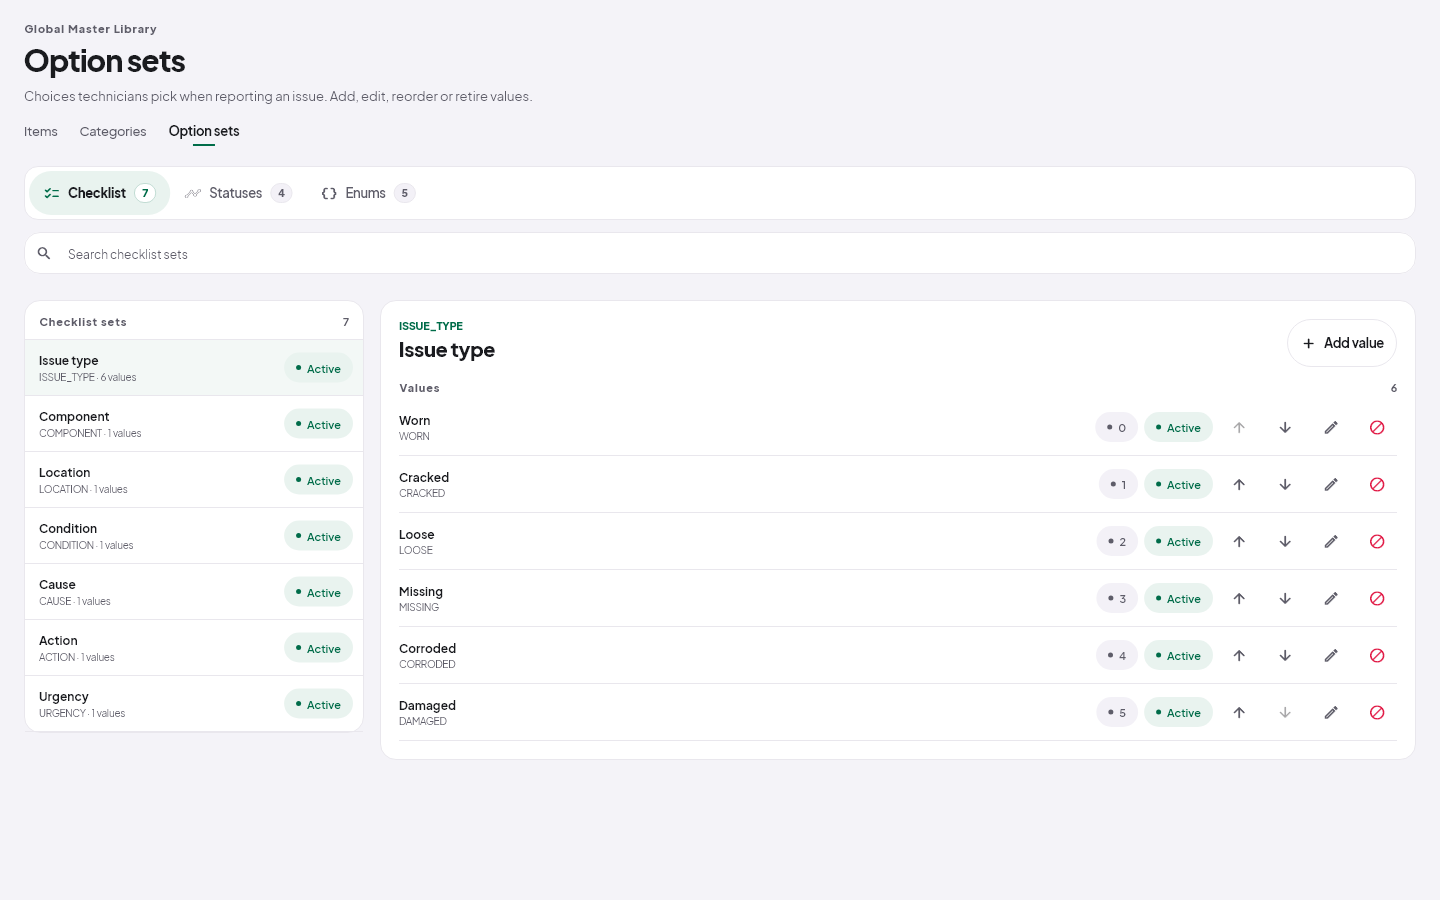 Global Master Library
Option sets
Choices technicians pick when reporting an issue. Add, edit, reorder or retire values.
Items Categories Option sets
Checklist 7 Statuses 4 Enums 5
Search checklist sets
Checklist sets 7
Issue type
ISSUE_TYPE · 6 values
Active
Component
COMPONENT · 1 values
Active
Location
LOCATION · 1 values
Active
Condition
CONDITION · 1 values
Active
Cause
CAUSE · 1 values
Active
Action
ACTION · 1 values
Active
Urgency
URGENCY · 1 values
Active
ISSUE_TYPE
Issue type
Add value
Values 6
Worn
WORN
0 Active
Cracked
CRACKED
1 Active
Loose
LOOSE
2 Active
Missing
MISSING
3 Active
Corroded
CORRODED
4 Active
Damaged
DAMAGED
5 Active